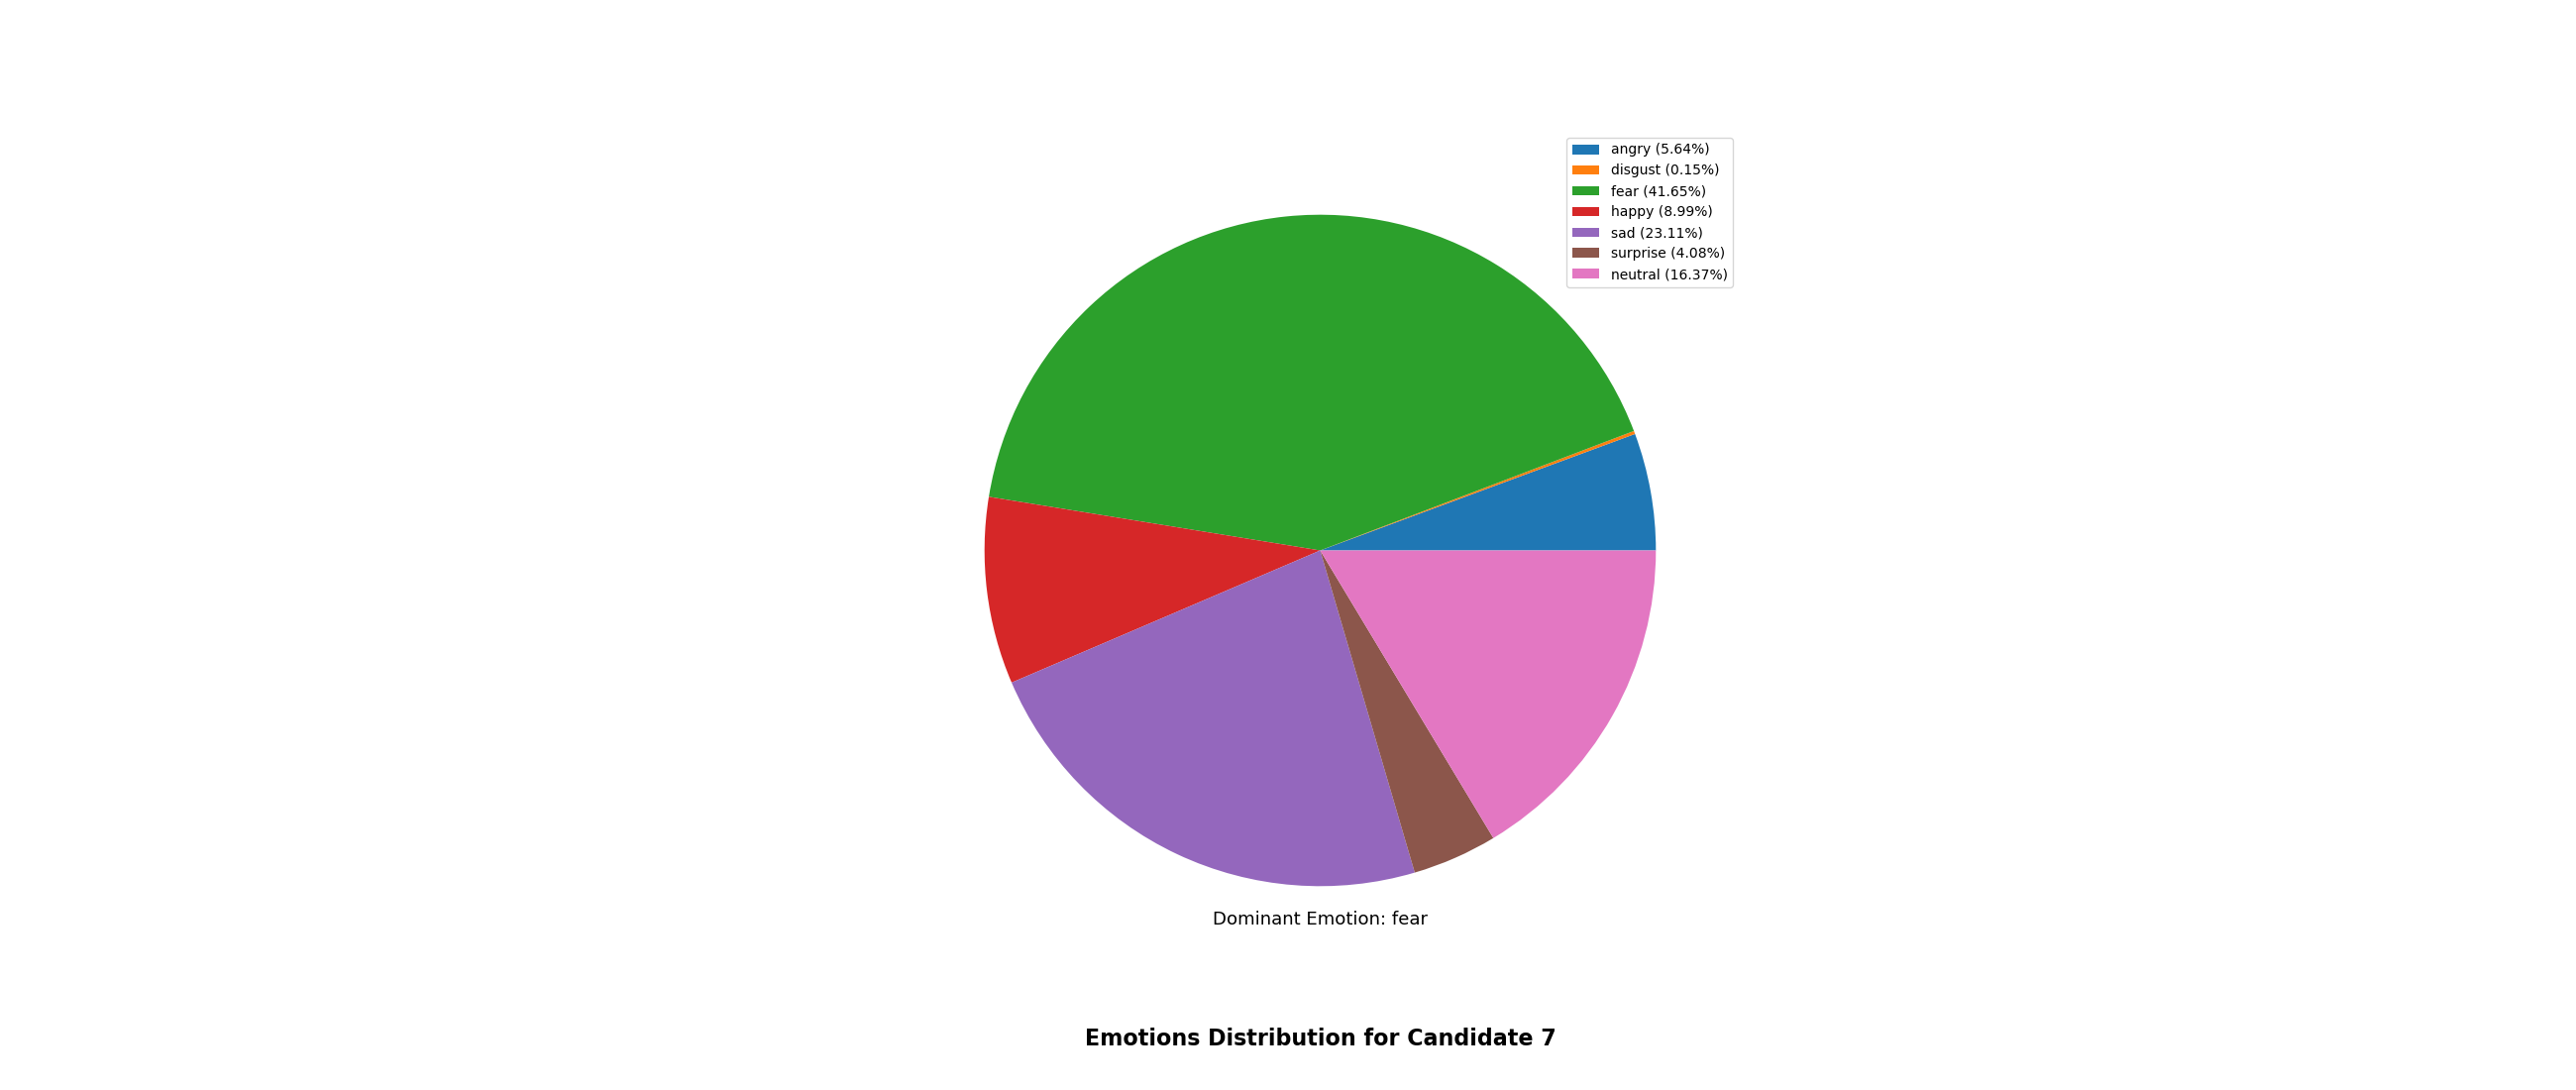 angry (5.64%)
disgust (0.15%)
fear (41.65%)
happy (8.99%)
sad (23.11%)
surprise (4.08%)
neutral (16.37%)
Dominant Emotion: fear
Emotions Distribution for Candidate 7